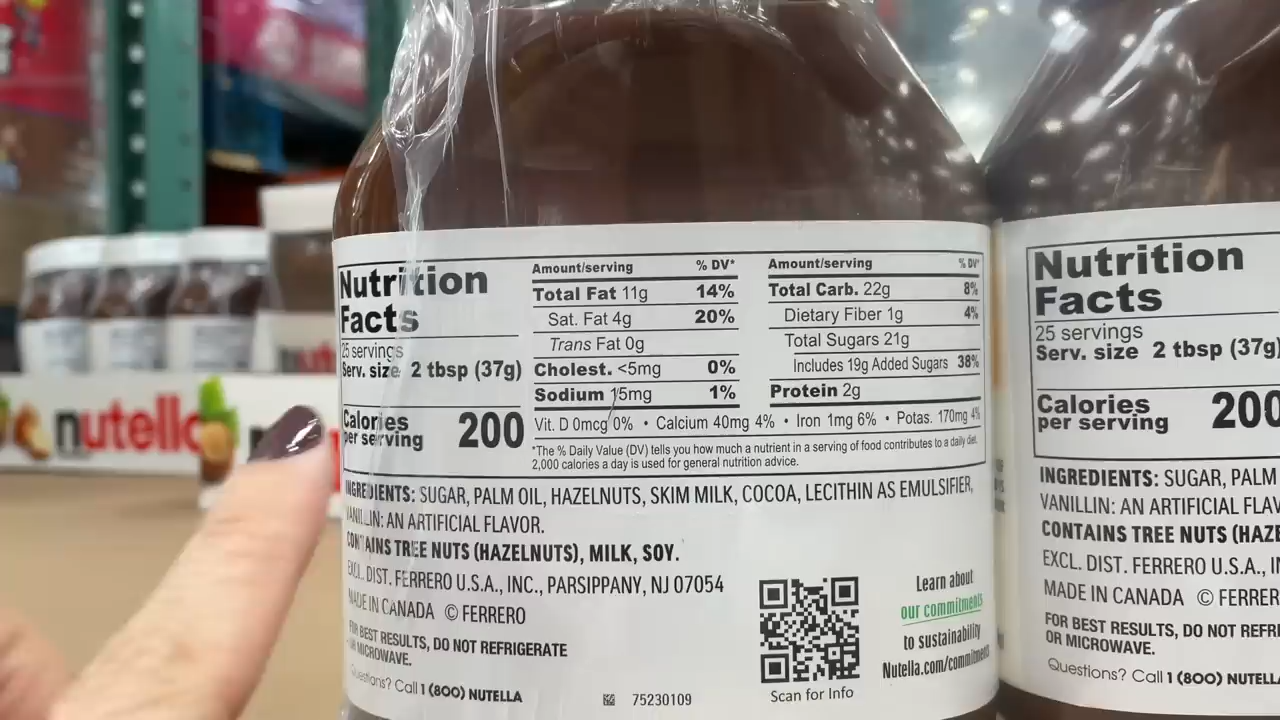 nutella
Nutrition
Facts
25 servings
Serv. size 2 tbsp (37g)
Calories
per serving 200
Amount/serving % DV*
Total Fat 11g 14%
Sat. Fat 4g 20%
Trans Fat 0g
Cholest. <5mg 0%
Sodium 15mg 1%
Amount/serving % DV*
Total Carb. 22g 8%
Dietary Fiber 1g 4%
Total Sugars 21g
Includes 19g Added Sugars 38%
Protein 2g
Vit. D 0mcg 0% • Calcium 40mg 4% • Iron 1mg 6% • Potas. 170mg 4%
*The % Daily Value (DV) tells you how much a nutrient in a serving of food contributes to a daily diet.
2,000 calories a day is used for general nutrition advice.
INGREDIENTS: SUGAR, PALM OIL, HAZELNUTS, SKIM MILK, COCOA, LECITHIN AS EMULSIFIER,
VANILLIN: AN ARTIFICIAL FLAVOR.
CONTAINS TREE NUTS (HAZELNUTS), MILK, SOY.
EXCL. DIST. FERRERO U.S.A., INC., PARSIPPANY, NJ 07054
MADE IN CANADA © FERRERO
FOR BEST RESULTS, DO NOT REFRIGERATE
OR MICROWAVE.
Questions? Call 1 (800) NUTELLA
75230109
Scan for Info
Learn about
our commitments
to sustainability
Nutella.com/commitments
Nutrition
Facts
25 servings
Serv. size 2 tbsp (37g)
Calories
per serving 200
INGREDIENTS: SUGAR, PALM
VANILLIN: AN ARTIFICIAL
CONTAINS TREE NUTS
EXCL. DIST. FERRERO U.S.A.,
MADE IN CANADA ©
FOR BEST RESULTS, DO NOT
OR MICROWAVE.
Questions? Call 1 (800)